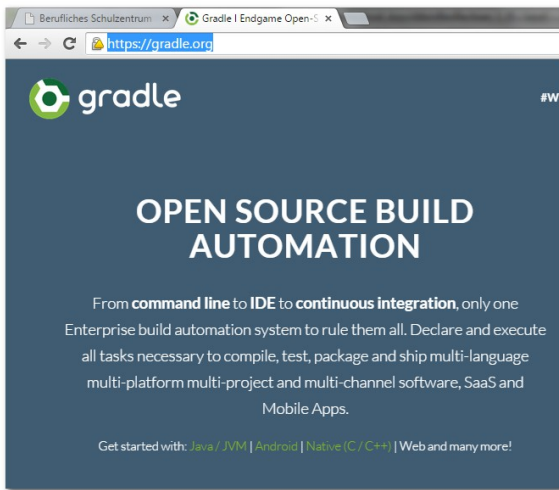 Berufliches Schulzentrum
Gradle I Endgame Open-S
https://gradle.org
gradle
#W
OPEN SOURCE BUILD
AUTOMATION
From command line to IDE to continuous integration, only one
Enterprise build automation system to rule them all. Declare and execute
all tasks necessary to compile, test, package and ship multi-language
multi-platform multi-project and multi-channel software, SaaS and
Mobile Apps.
Get started with: Java / JVM | Android | Native (C / C++) | Web and many more!